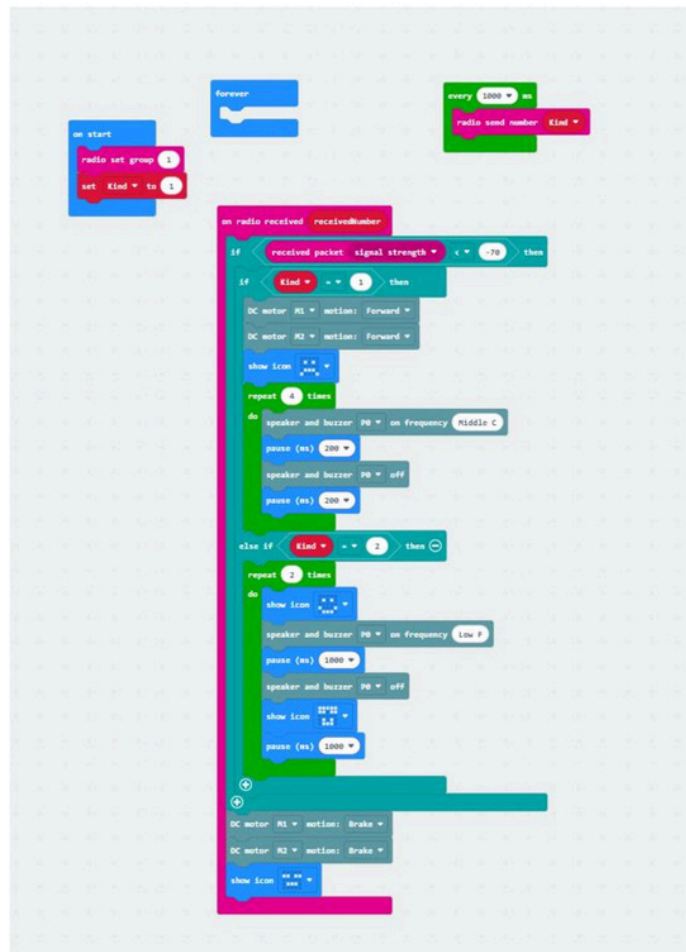 forever
every 1000 ms
radio send number Kind
on start
radio set group 1
set Kind to 1
on radio received receivedNumber
if received packet signal strength < -70 then
if Kind = 1 then
DC motor M1 motion: Forward
DC motor M2 motion: Forward
show icon
repeat 4 times
do
speaker and buzzer P0 on frequency Middle C
pause (ms) 200
speaker and buzzer P0 off
pause (ms) 200
else if Kind = 2 then
repeat 2 times
do
show icon
speaker and buzzer P0 on frequency Low F
pause (ms) 1000
speaker and buzzer P0 off
show icon
pause (ms) 1000
DC motor M1 motion: Brake
DC motor M2 motion: Brake
show icon